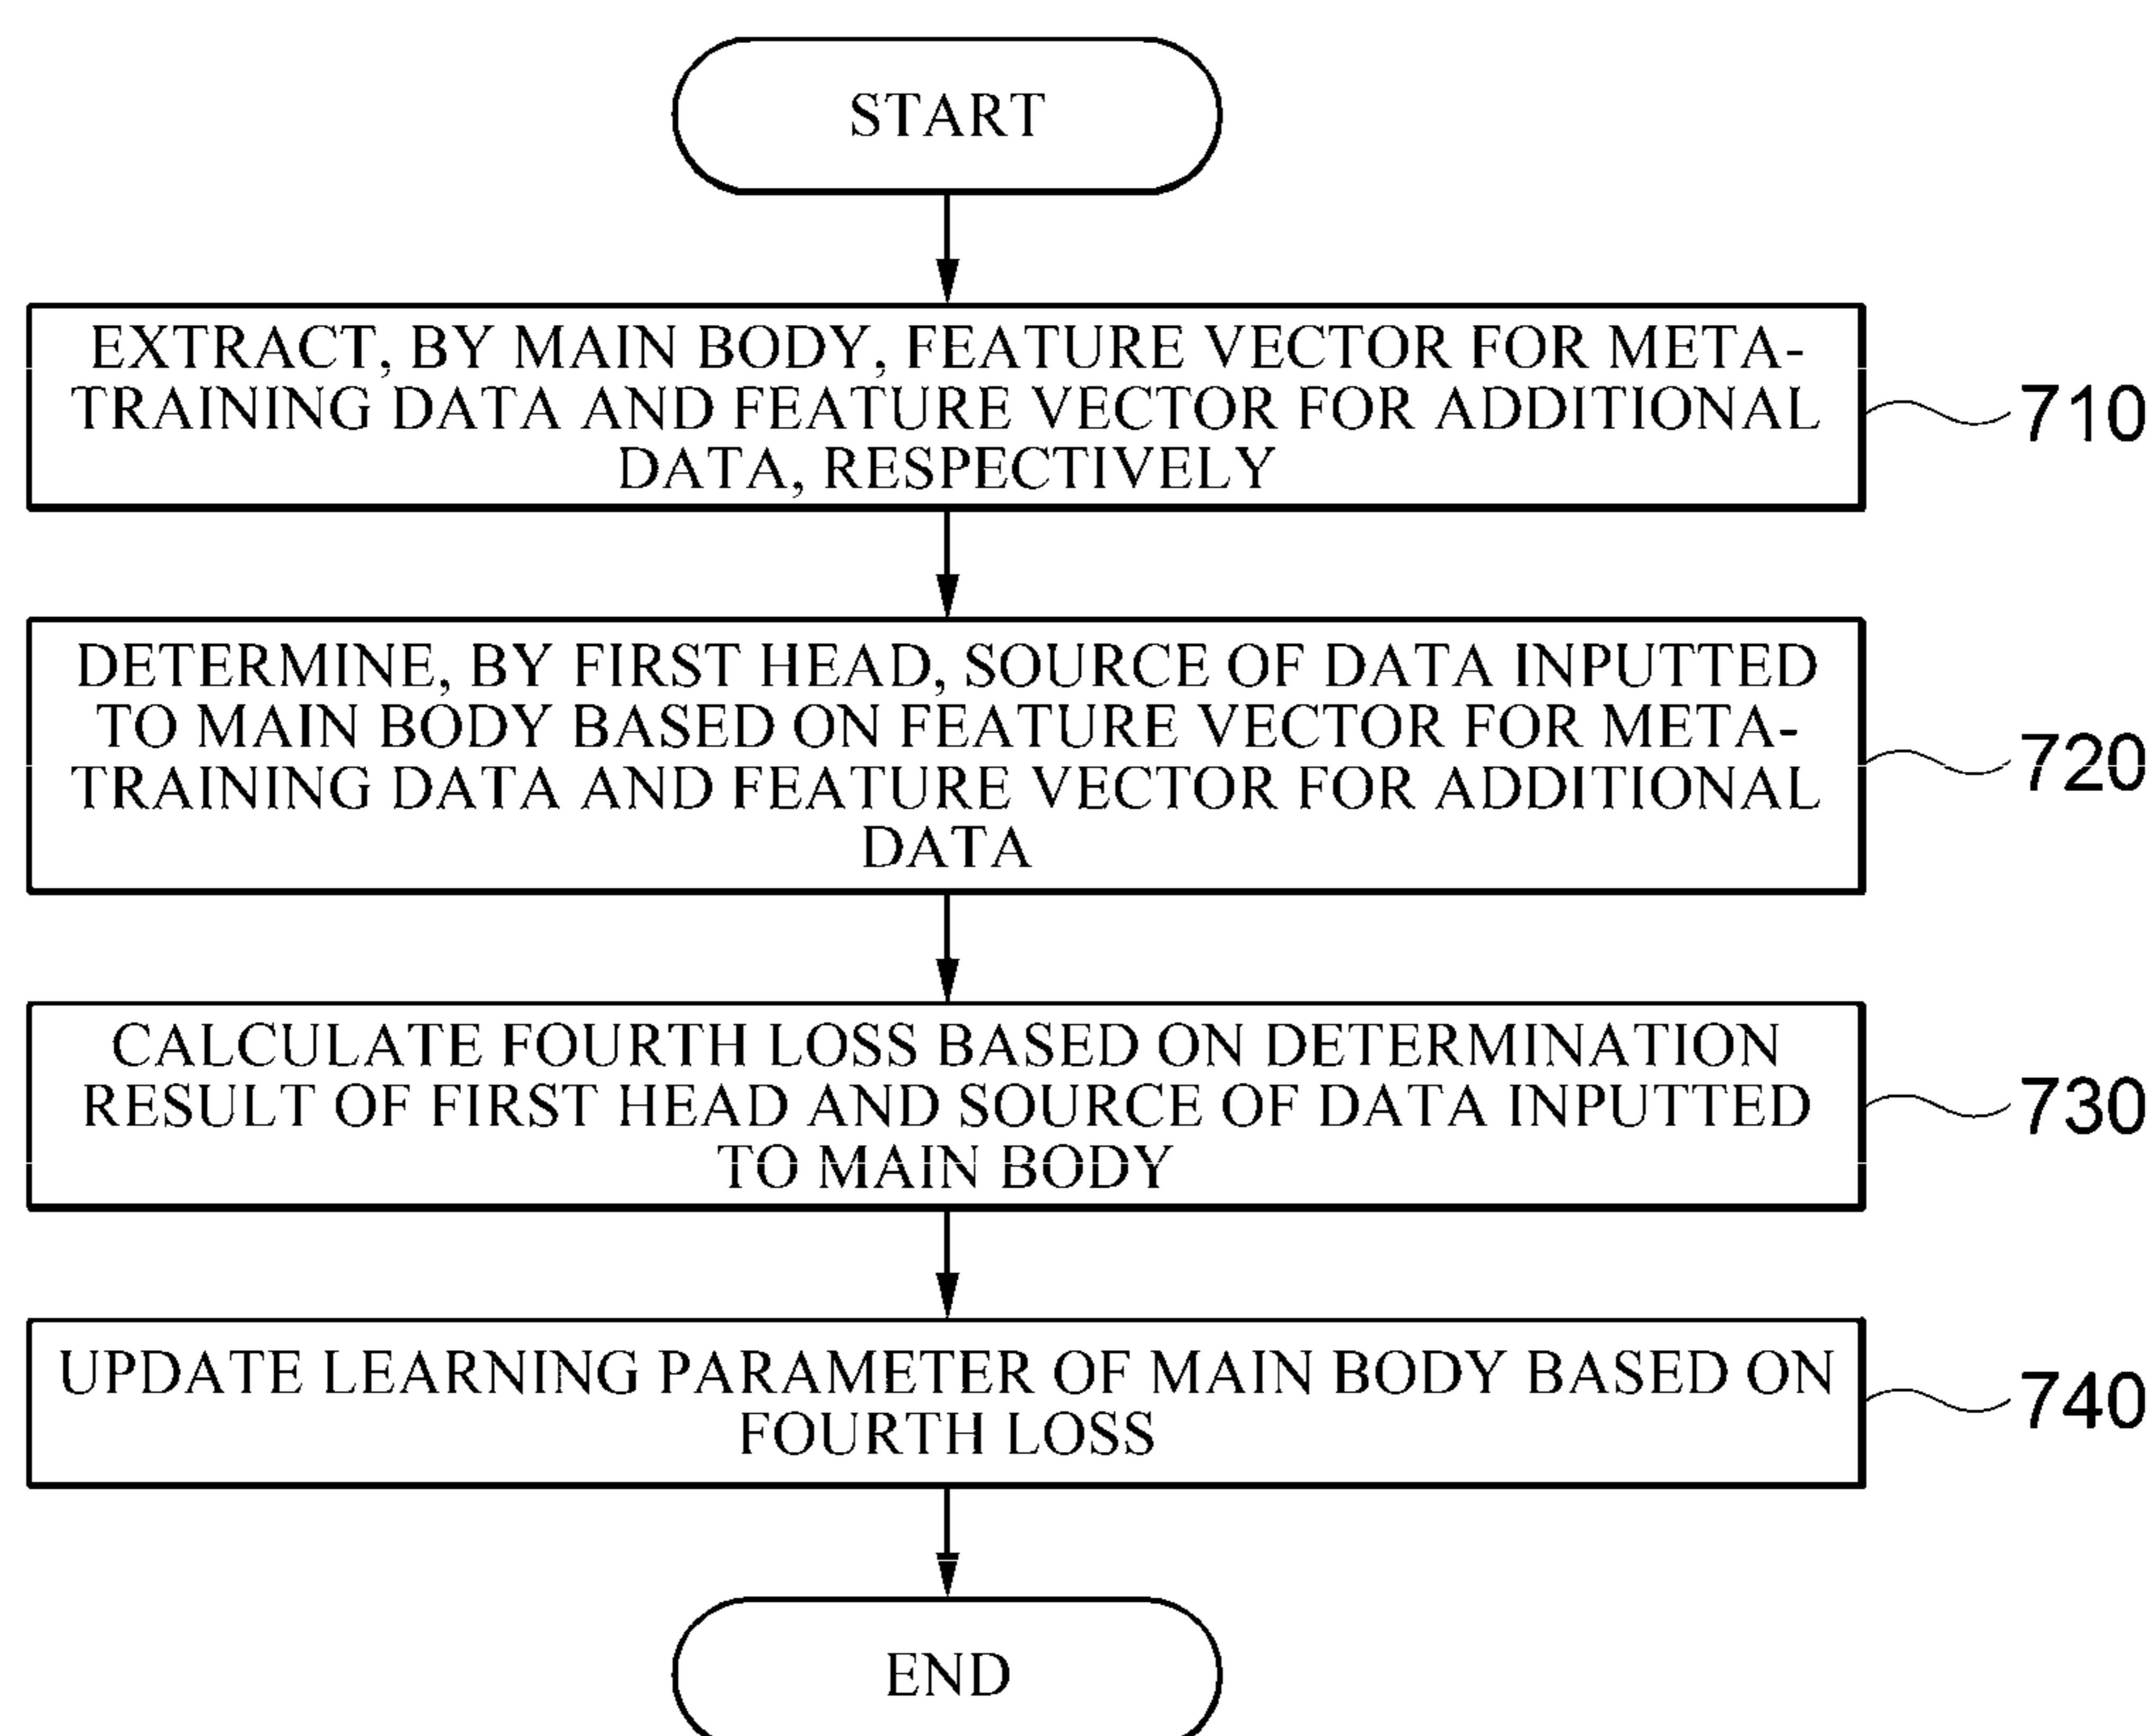 START
EXTRACT, BY MAIN BODY, FEATURE VECTOR FOR META-
TRAINING DATA AND FEATURE VECTOR FOR ADDITIONAL
DATA, RESPECTIVELY
710
DETERMINE, BY FIRST HEAD, SOURCE OF DATA INPUTTED
TO MAIN BODY BASED ON FEATURE VECTOR FOR META-
TRAINING DATA AND FEATURE VECTOR FOR ADDITIONAL
DATA
720
CALCULATE FOURTH LOSS BASED ON DETERMINATION
RESULT OF FIRST HEAD AND SOURCE OF DATA INPUTTED
TO MAIN BODY
730
UPDATE LEARNING PARAMETER OF MAIN BODY BASED ON
FOURTH LOSS
740
END